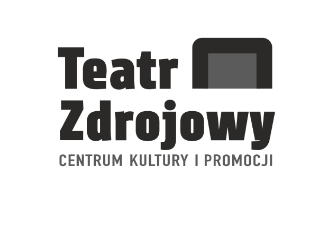 Teatr
Zdrojowy
CENTRUM KULTURY I PROMOCJI